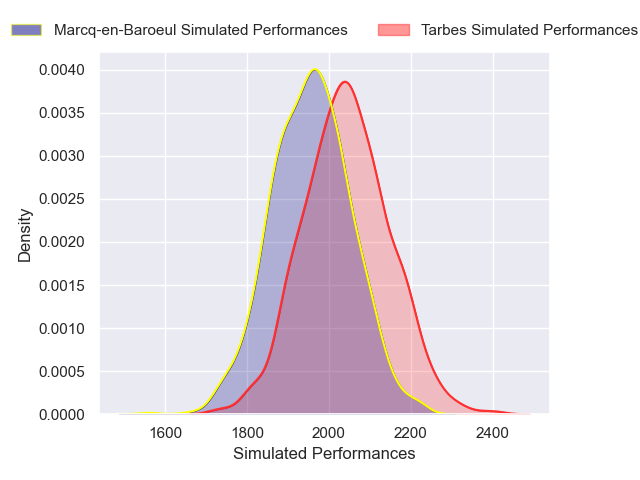 Marcq-en-Baroeul Simulated Performances
Tarbes Simulated Performances
0.0040
0.0035
0.0030
0.0025
0.0020
0.0015
0.0010
0.0005
0.0000
Density
1600 1800 2000 2200 2400
Simulated Performances